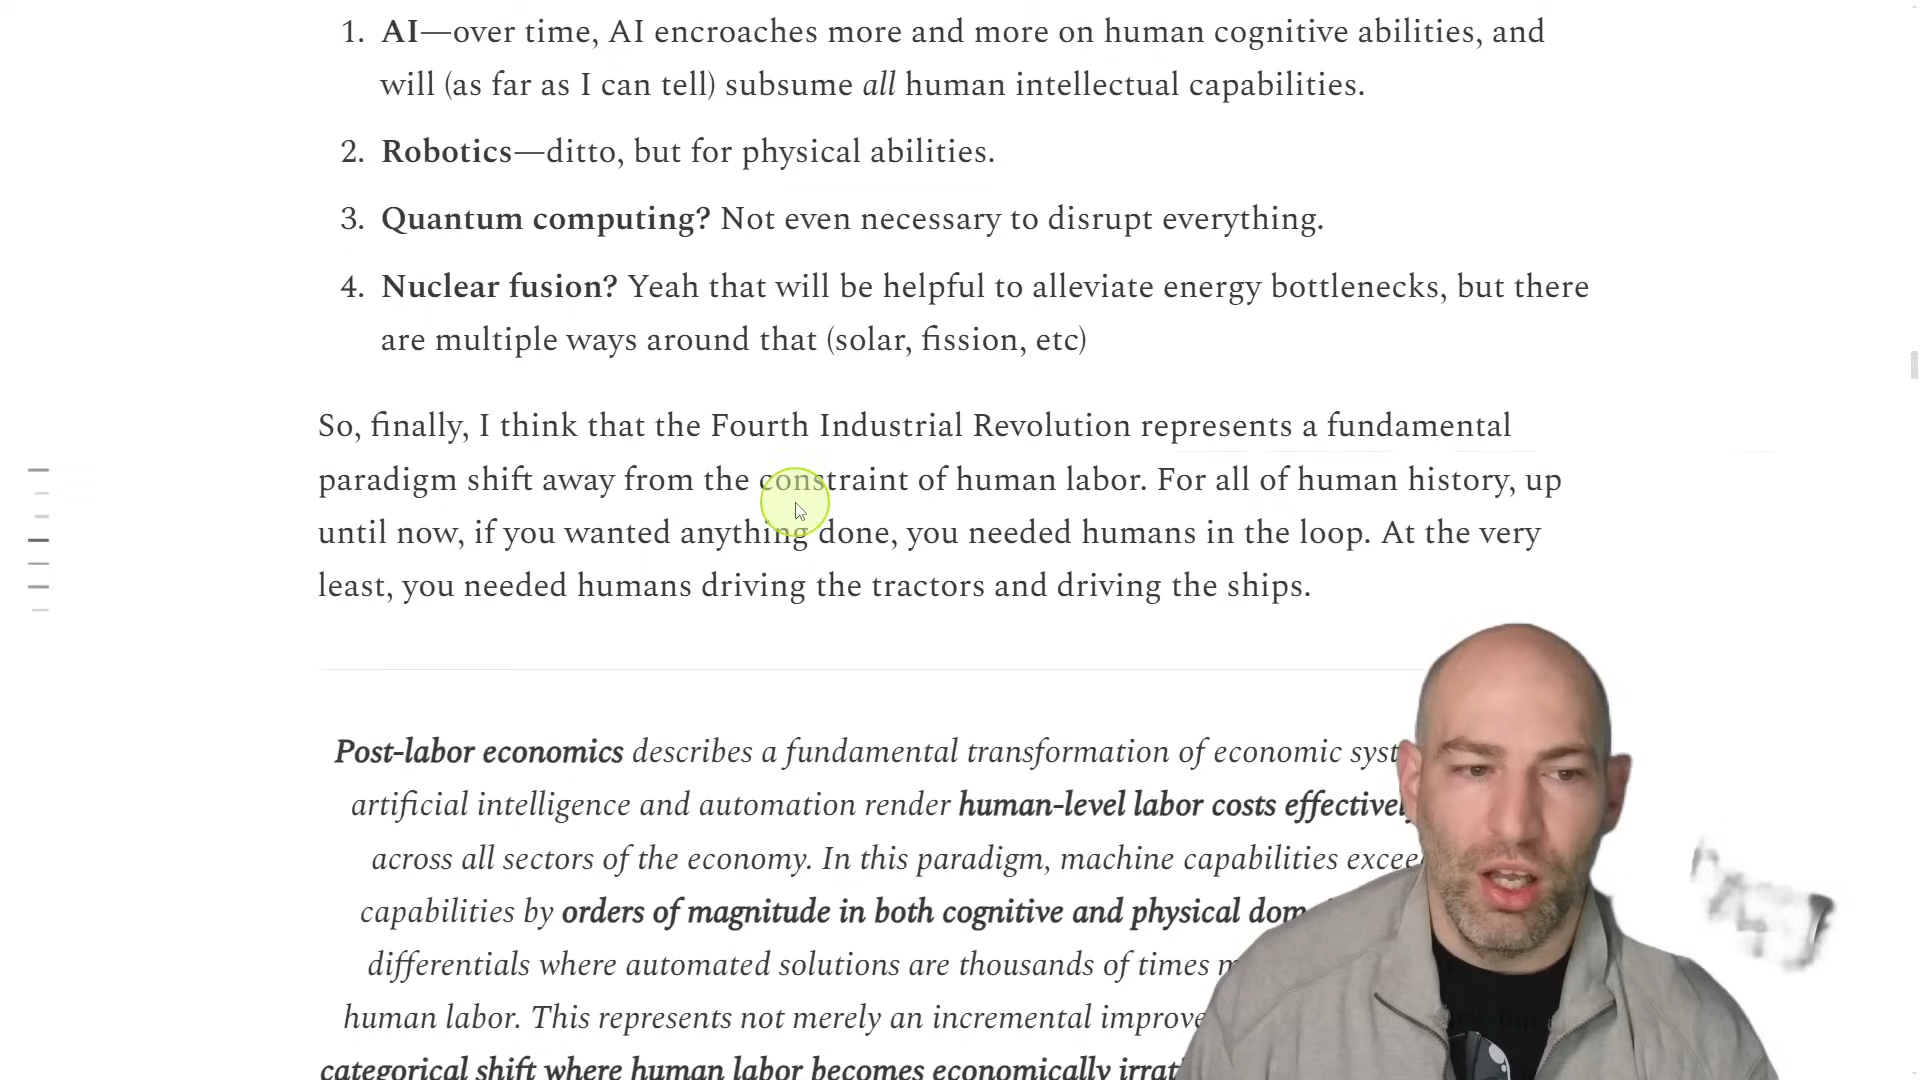 1. AI—over time, AI encroaches more and more on human cognitive abilities, and
will (as far as I can tell) subsume all human intellectual capabilities.
2. Robotics—ditto, but for physical abilities.
3. Quantum computing? Not even necessary to disrupt everything.
4. Nuclear fusion? Yeah that will be helpful to alleviate energy bottlenecks, but there
are multiple ways around that (solar, fission, etc)
So, finally, I think that the Fourth Industrial Revolution represents a fundamental
paradigm shift away from the constraint of human labor. For all of human history, up
until now, if you wanted anything done, you needed humans in the loop. At the very
least, you needed humans driving the tractors and driving the ships.
Post-labor economics describes a fundamental transformation of economic
artificial intelligence and automation render human-level labor costs
across all sectors of the economy. In this paradigm, machine capabilities
capabilities by orders of magnitude in both cognitive and physical
differentials where automated solutions are thousands of times
human labor. This represents not merely an incremental
categorical shift where human labor becomes economically